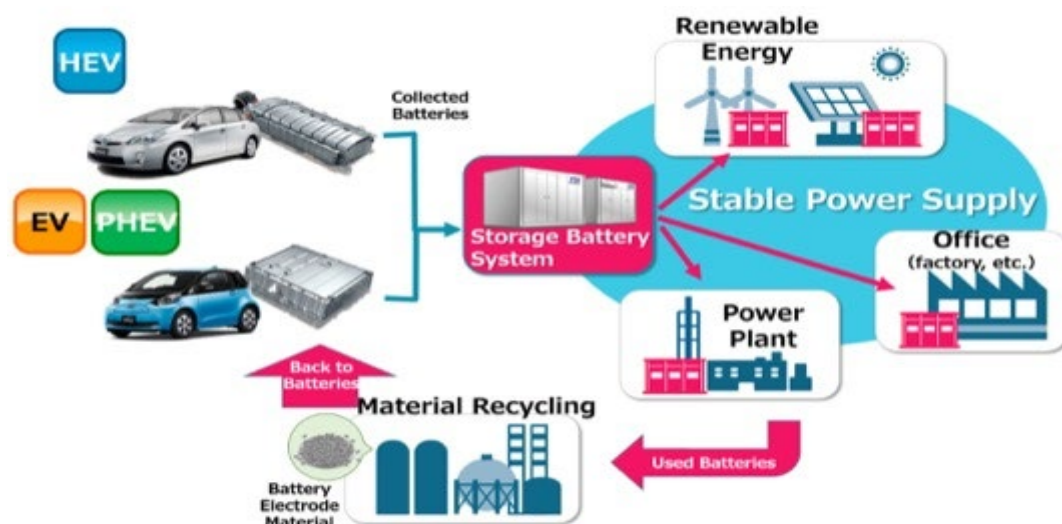 HEV
Collected
Batteries
EV
PHEV
Storage Battery
System
Renewable
Energy
Stable Power Supply
Office
(factory, etc.)
Power
Plant
Used Batteries
Material Recycling
Back to
Batteries
Battery
Electrode
Material